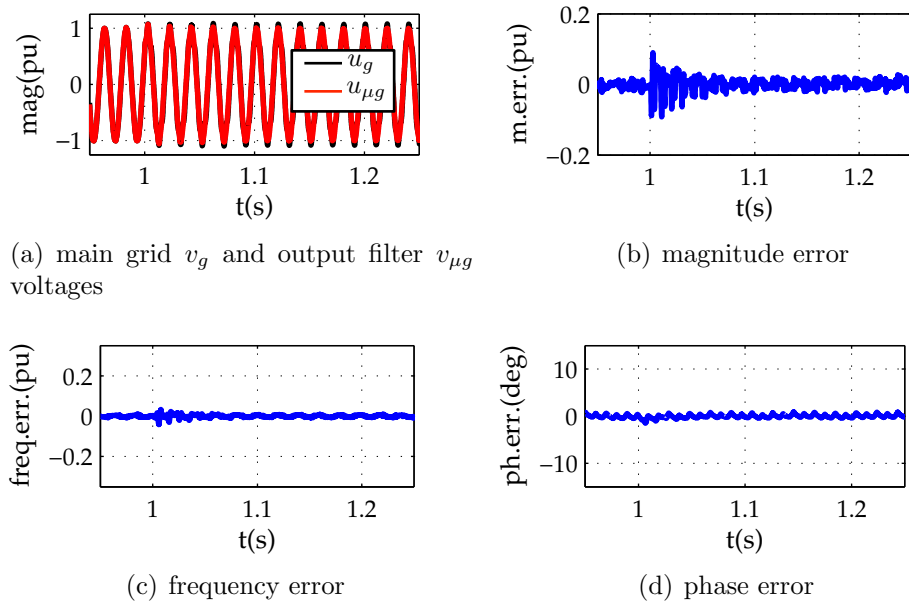 mag(pu)
1
0
−1
u_g
u_μg
1
1.1
1.2
t(s)
(a) main grid v_g and output filter v_μg
voltages
m.err.(pu)
0.2
0
−0.2
1
1.1
1.2
t(s)
(b) magnitude error
freq.err.(pu)
0.2
0
−0.2
1
1.1
1.2
t(s)
(c) frequency error
ph.err.(deg)
10
0
−10
1
1.1
1.2
t(s)
(d) phase error